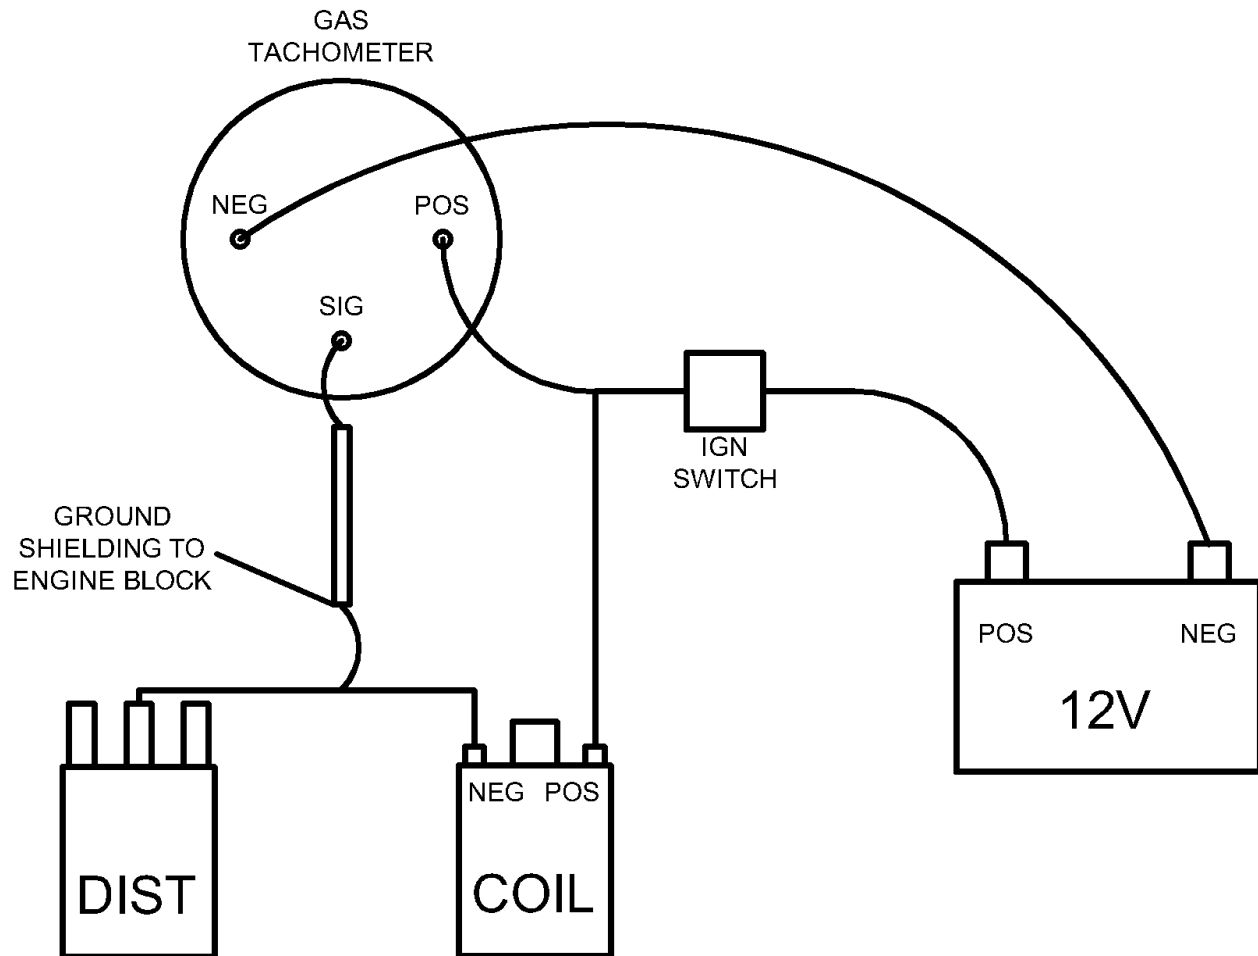 GAS
TACHOMETER
NEG
POS
SIG
IGN
SWITCH
GROUND
SHIELDING TO
ENGINE BLOCK
POS
NEG
12V
NEG
POS
DIST
COIL